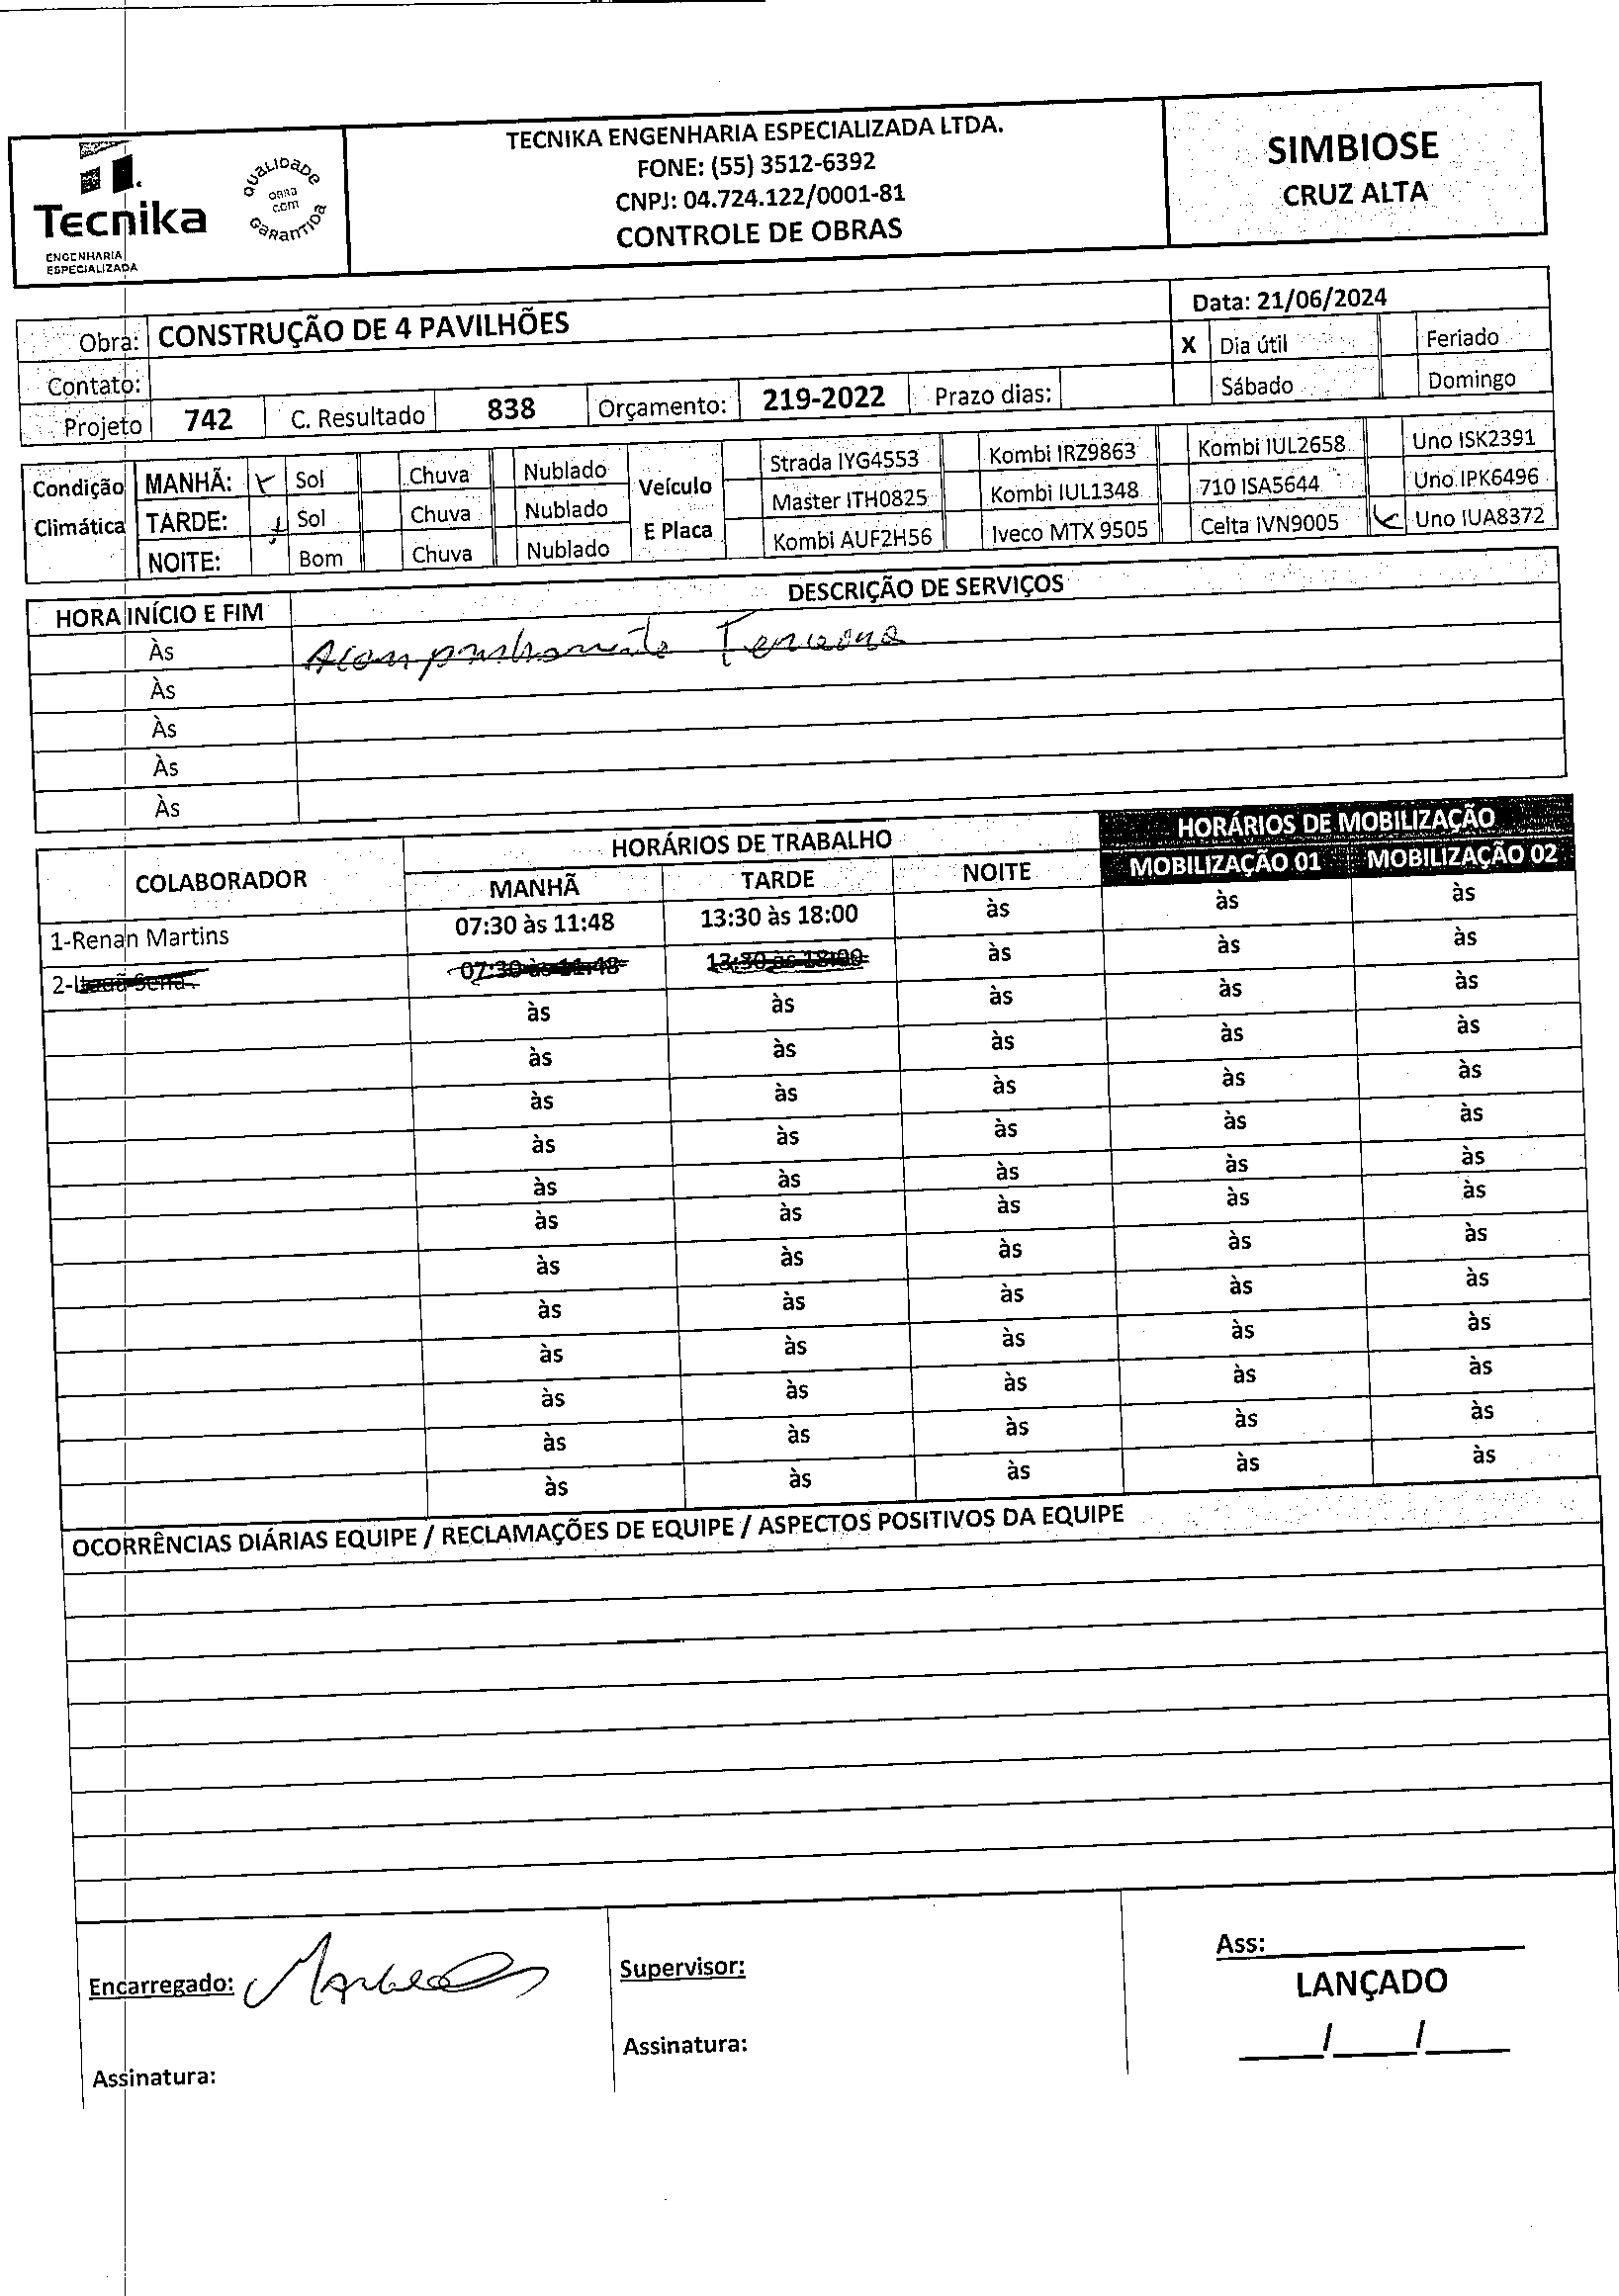 TECNIKA ENGENHARIA ESPECIALIZADA LTDA.
FONE: (55) 3512-6392
CNPJ: 04.724.122/0001-81
CONTROLE DE OBRAS
SIMBIOSE
CRUZ ALTA
Tecnika
ENGENHARIA
ESPECIALIZADA
QUALIDADE
OBRA
.COM
GARANTIDA
Obra: CONSTRUÇÃO DE 4 PAVILHÕES
Data: 21/06/2024
X Dia útil Feriado
Contato:
Sábado Domingo
Projeto 742 C. Resultado 838 Orçamento: 219-2022 Prazo dias:
Condição Climática
MANHÃ: X Sol Chuva Nublado
TARDE: X Sol Chuva Nublado
NOITE: Bom Chuva Nublado
Veículo E Placa
Strada IYG4553 Kombi IRZ9863 Kombi IUL2658 Uno ISK2391
Master ITH0825 Kombi IUL1348 710 ISA5644 Uno IPK6496
Kombi AUF2H56 Iveco MTX 9505 Celta IVN9005 X Uno IUA8372
HORA INÍCIO E FIM DESCRIÇÃO DE SERVIÇOS
Às Acompanhamento
Às
Às
Às
Às
COLABORADOR HORÁRIOS DE TRABALHO HORÁRIOS DE MOBILIZAÇÃO
MANHÃ TARDE NOITE MOBILIZAÇÃO 01 MOBILIZAÇÃO 02
1-Renan Martins 07:30 às 11:48 13:30 às 18:00 às às às
2- 07:30 às 11:48 13:30 às 18:00 às às às
às às às às às
às às às às às
às às às às às
às às às às às
às às às às às
às às às às às
às às às às às
às às às às às
às às às às às
às às às às às
às às às às às
às às às às às
OCORRÊNCIAS DIÁRIAS EQUIPE / RECLAMAÇÕES DE EQUIPE / ASPECTOS POSITIVOS DA EQUIPE
Encarregado:
Supervisor:
Ass:
LANÇADO
Assinatura:
Assinatura:
___/___/___